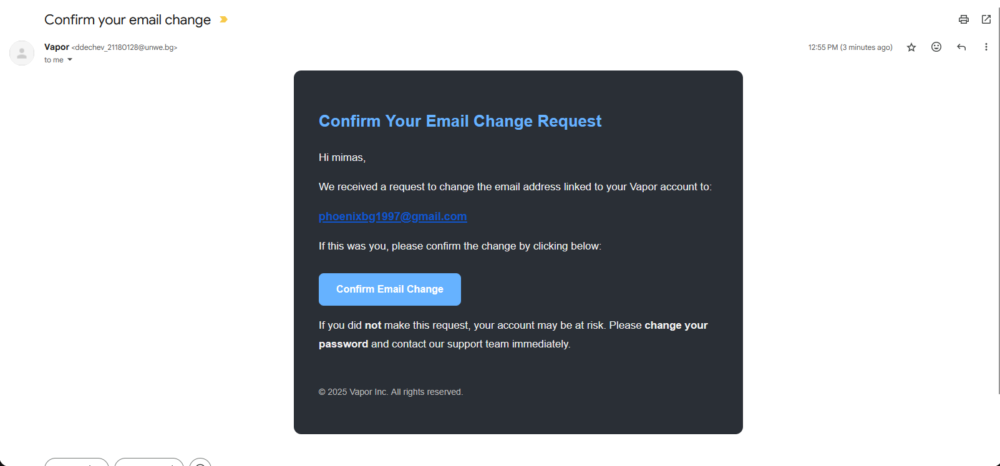 Confirm your email change
Vapor <ddechev_21180128@unwe.bg>
12:55 PM (3 minutes ago)
to me
Confirm Your Email Change Request
Hi mimas,
We received a request to change the email address linked to your Vapor account to:
phoenixbg1997@gmail.com
If this was you, please confirm the change by clicking below:
Confirm Email Change
If you did not make this request, your account may be at risk. Please change your
password and contact our support team immediately.
© 2025 Vapor Inc. All rights reserved.